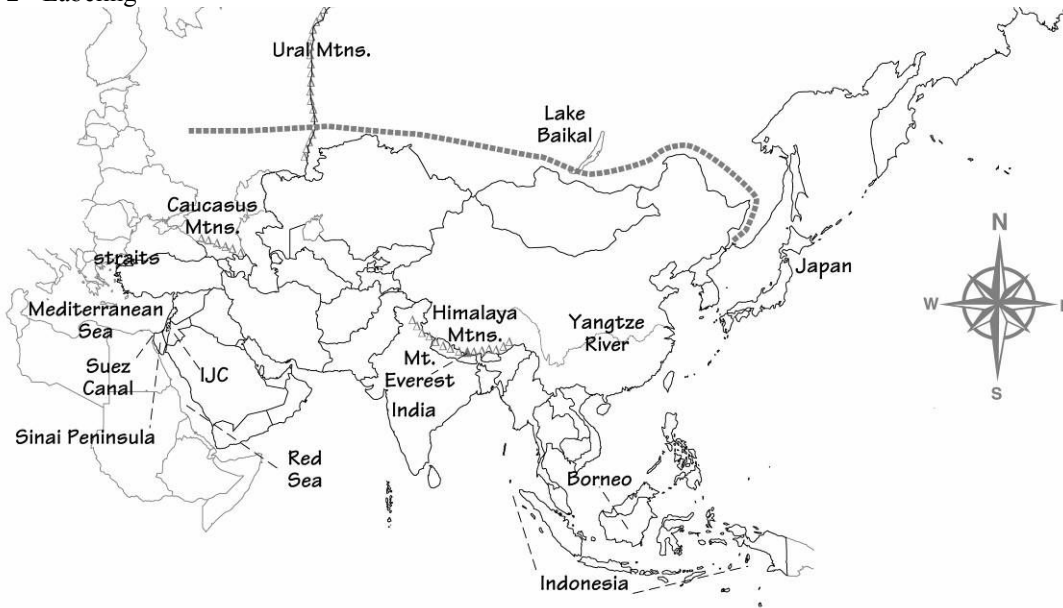 Labeling
Ural Mtns.
Lake
Baikal
Caucasus
Mtns.
straits
Japan
N
W
S
Mediterranean
Sea
Himalaya
Mtns.
Yangtze
River
Suez
Canal
IJC
Mt.
Everest
India
Sinai Peninsula
Red
Sea
Borneo
Indonesia